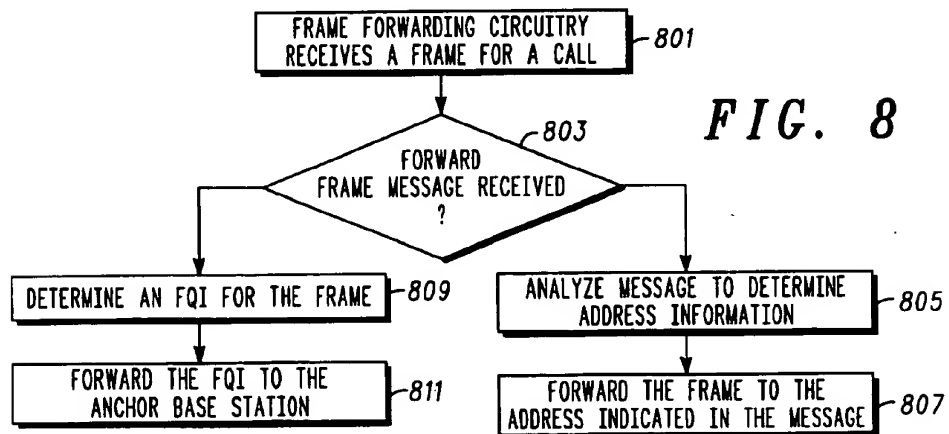 FRAME FORWARDING CIRCUITRY
RECEIVES A FRAME FOR A CALL
801
FIG. 8
803
FORWARD
FRAME MESSAGE RECEIVED
?
DETERMINE AN FQI FOR THE FRAME
809
ANALYZE MESSAGE TO DETERMINE
ADDRESS INFORMATION
805
FORWARD THE FQI TO THE
ANCHOR BASE STATION
811
FORWARD THE FRAME TO THE
ADDRESS INDICATED IN THE MESSAGE
807